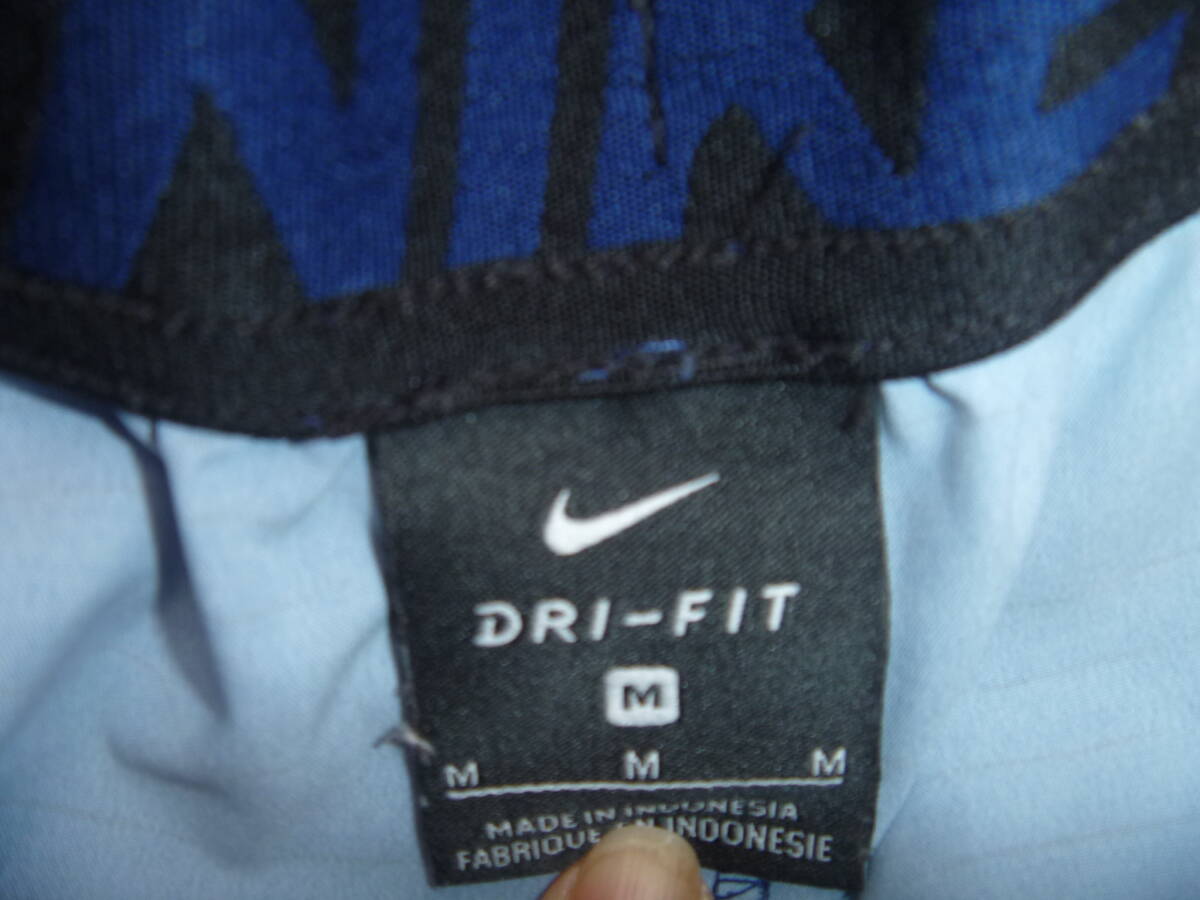 NIKE
DRI-FIT
M
M M M
MADE IN INDONESIA
FABRIQUE EN INDONESIE